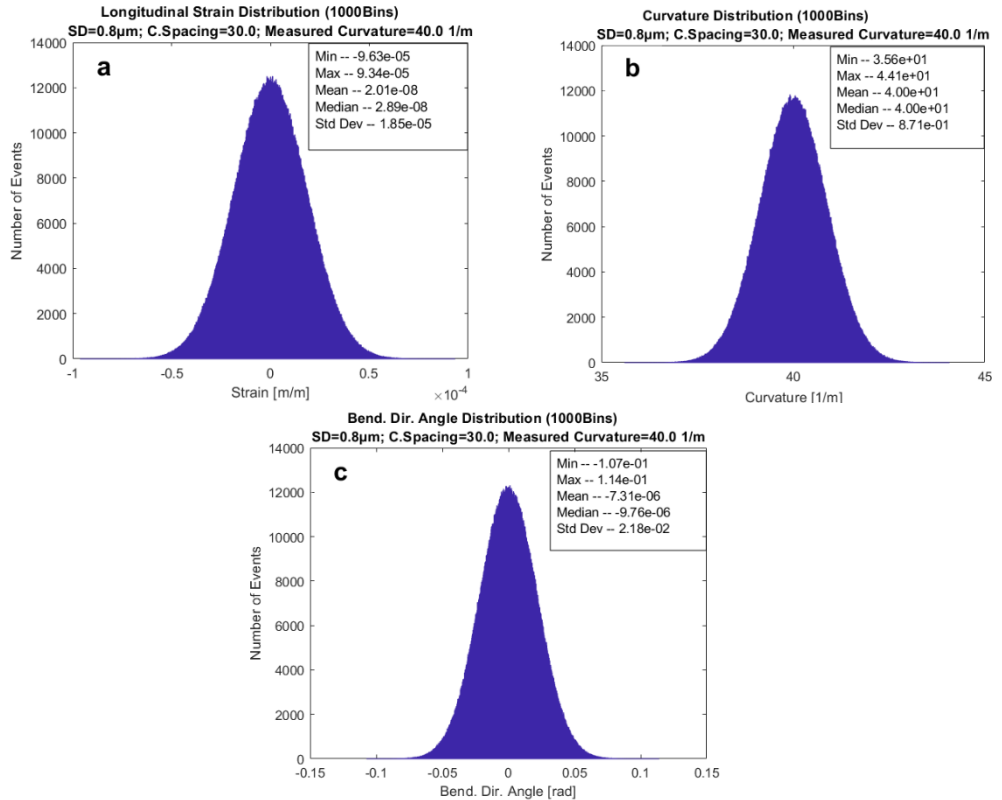 Longitudinal Strain Distribution (1000Bins)
SD=0.8μm; C.Spacing=30.0; Measured Curvature=40.0 1/m
a
Min -- -9.63e-05
Max -- 9.34e-05
Mean -- 2.01e-08
Median -- 2.89e-08
Std Dev -- 1.85e-05
14000
12000
10000
8000
6000
4000
2000
0
Number of Events
-1
-0.5
0
0.5
1
×10⁻⁴
Strain [m/m]
Curvature Distribution (1000Bins)
SD=0.8μm; C.Spacing=30.0; Measured Curvature=40.0 1/m
b
Min -- 3.56e+01
Max -- 4.41e+01
Mean -- 4.00e+01
Median -- 4.00e+01
Std Dev -- 8.71e-01
14000
12000
10000
8000
6000
4000
2000
0
Number of Events
35
40
45
Curvature [1/m]
Bend. Dir. Angle Distribution (1000Bins)
SD=0.8μm; C.Spacing=30.0; Measured Curvature=40.0 1/m
c
Min -- -1.07e-01
Max -- 1.14e-01
Mean -- -7.31e-06
Median -- -9.76e-06
Std Dev -- 2.18e-02
14000
12000
10000
8000
6000
4000
2000
0
Number of Events
-0.15
-0.1
-0.05
0
0.05
0.1
0.15
Bend. Dir. Angle [rad]